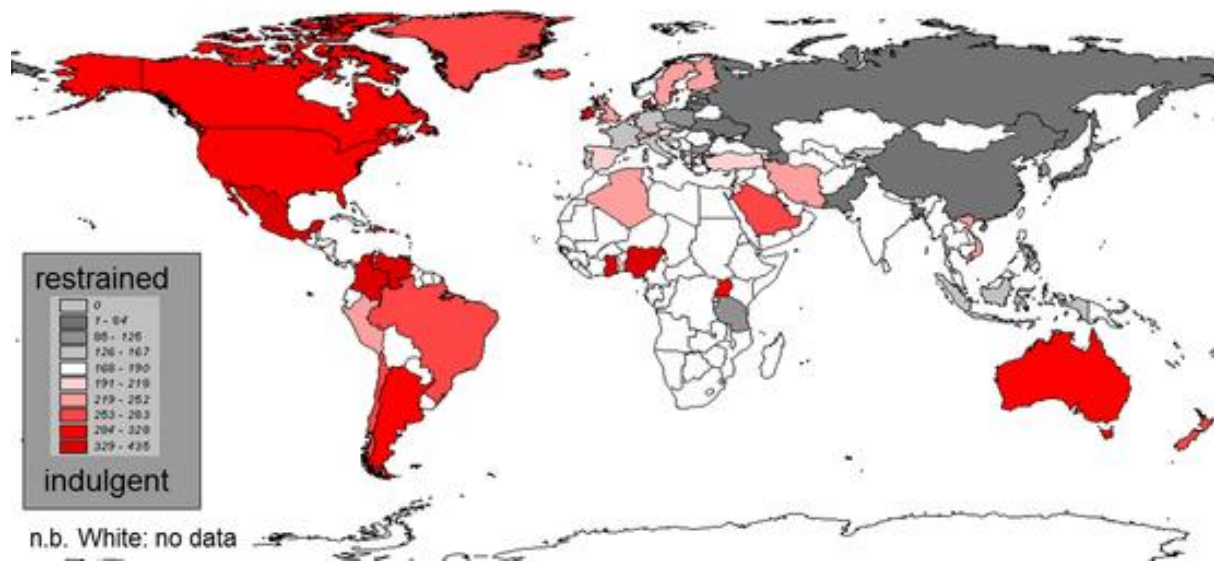 restrained
0
1 - 84
85 - 125
126 - 167
168 - 190
191 - 218
219 - 252
253 - 283
284 - 328
329 - 435
indulgent
n.b. White: no data